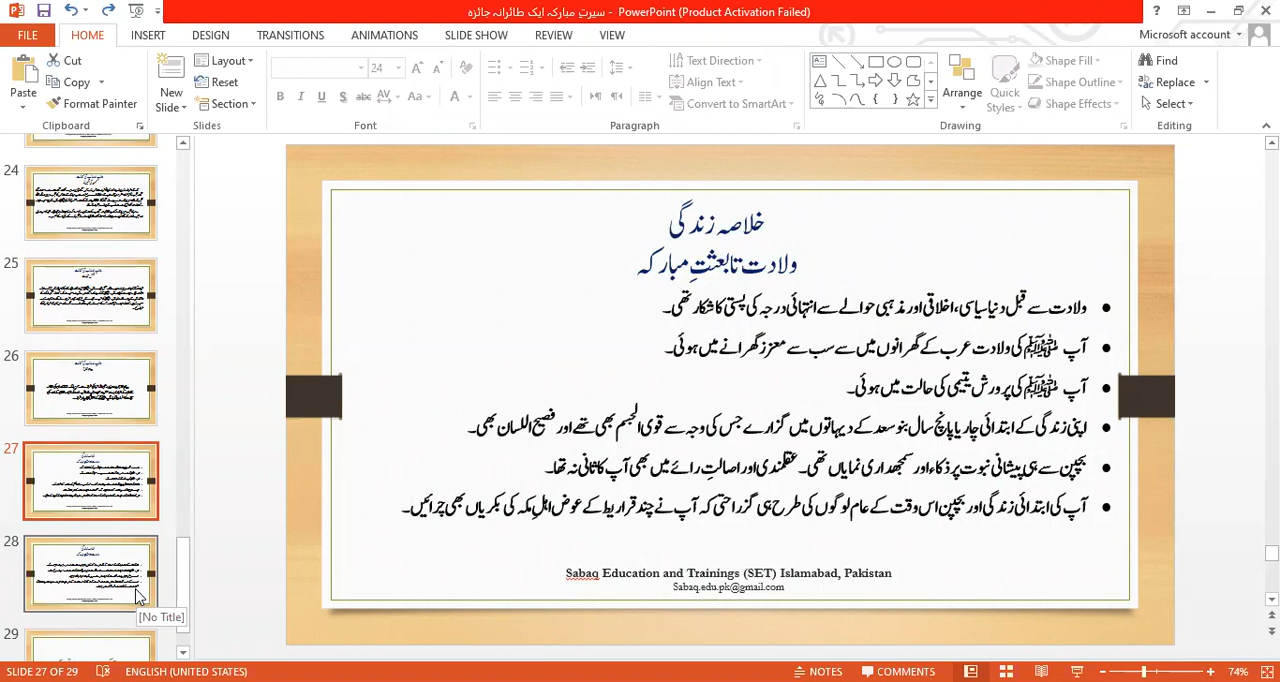 سیرتِ مبارکہ ایک طائرانہ جائزہ - PowerPoint (Product Activation Failed)
Microsoft account
FILE HOME INSERT DESIGN TRANSITIONS ANIMATIONS SLIDE SHOW REVIEW VIEW
Paste
Cut
Copy
Format Painter
Clipboard
New Slide
Layout
Reset
Section
Slides
24
B I U S abc AV Aa A
Font
Text Direction
Align Text
Convert to SmartArt
Paragraph
Arrange
Quick Styles
Shape Fill
Shape Outline
Shape Effects
Drawing
Find
Replace
Select
Editing
24
25
26
27
28
29
[No Title]
خلاصہ زندگی
ولادت تا بعثتِ مبارکہ
ولادت سے قبل دنیا سیاسی، اخلاقی اور مذہبی حوالے سے انتہائی درجہ کی پستی کا شکار تھی۔
آپ ﷺ کی ولادت عرب کے گھرانوں میں سے سب سے معزز گھرانے میں ہوئی۔
آپ ﷺ کی پرورش یتیمی کی حالت میں ہوئی۔
اپنی زندگی کے ابتدائی چار یا پانچ سال بنو سعد کے دیہاتوں میں گزارے جس کی وجہ سے قوی الجسم بھی تھے اور فصیح اللسان بھی۔
بچپن سے ہی پیشانی نبوت پر ذکاء اور سمجھداری نمایاں تھی۔ عقلمندی اور اصالتِ رائے میں بھی آپ کا ثانی نہ تھا۔
آپ کی ابتدائی زندگی اور بچپن اس وقت کے عام لوگوں کی طرح ہی گزرا حتی کہ آپ نے چند قراریط کے عوض اہلِ مکہ کی بکریاں بھی چرائیں۔
Sabaq Education and Trainings (SET) Islamabad, Pakistan
Sabaq.edu.pk@gmail.com
SLIDE 27 OF 29 ENGLISH (UNITED STATES) NOTES COMMENTS 74%